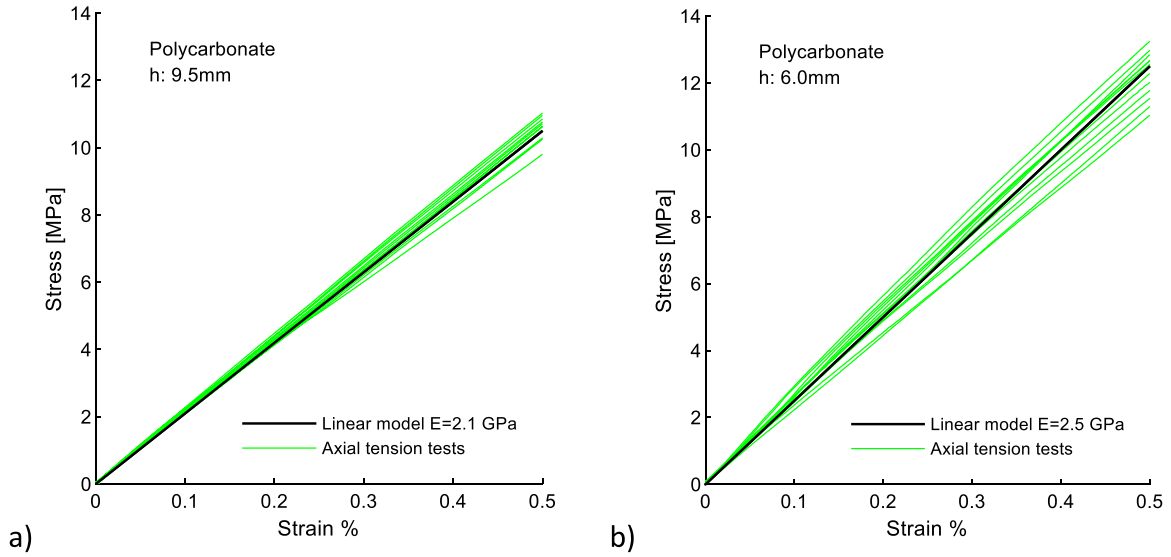 14
12
10
8
6
4
2
0
Stress [MPa]
Polycarbonate
h: 9.5mm
Linear model E=2.1 GPa
Axial tension tests
0 0.1 0.2 0.3 0.4 0.5
Strain %
a)
14
12
10
8
6
4
2
0
Stress [MPa]
Polycarbonate
h: 6.0mm
Linear model E=2.5 GPa
Axial tension tests
0 0.1 0.2 0.3 0.4 0.5
Strain %
b)